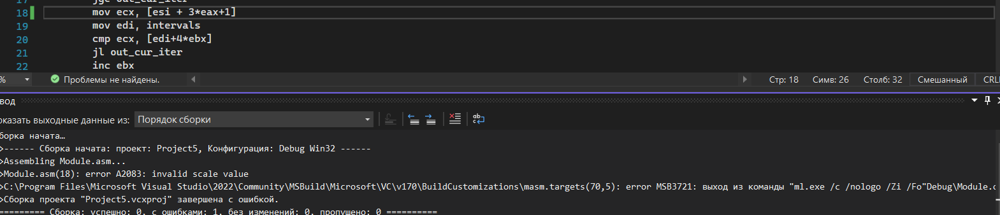 17 jge out_cur_iter
18 mov ecx, [esi + 3*eax+1]
19 mov edi, intervals
20 cmp ecx, [edi+4*ebx]
21 jl out_cur_iter
22 inc ebx
% Проблемы не найдены. Стр: 18 Симв: 26 Столб: 32 Смешанный CRL
вод
оказать выходные данные из: Порядок сборки
борка начата…
>------ Сборка начата: проект: Project5, Конфигурация: Debug Win32 ------
>Assembling Module.asm...
>Module.asm(18): error A2083: invalid scale value
>C:\Program Files\Microsoft Visual Studio\2022\Community\MSBuild\Microsoft\VC\v170\BuildCustomizations\masm.targets(70,5): error MSB3721: выход из команды "ml.exe /c /nologo /Zi /Fo"Debug\Module.o
>Сборка проекта "Project5.vcxproj" завершена с ошибкой.
========= Сборка: успешно: 0, с ошибками: 1, без изменений: 0, пропущено: 0 ==========